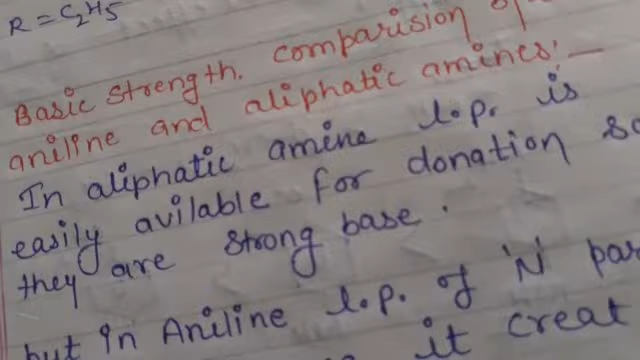 R = C2H5
Basic Strength. comparision of
aniline and aliphatic amines:—
In aliphatic amine l.p. is
easily avilable for donation so
they are strong base.
but in Aniline l.p. of 'N'
it creat